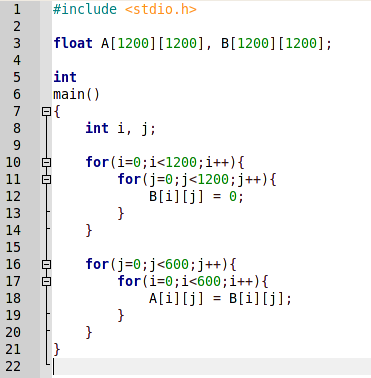 1 #include <stdio.h>
2
3 float A[1200][1200], B[1200][1200];
4
5 int
6 main()
7 {
8     int i, j;
9
10     for(i=0;i<1200;i++){
11         for(j=0;j<1200;j++){
12             B[i][j] = 0;
13         }
14     }
15
16     for(j=0;j<600;j++){
17         for(i=0;i<600;i++){
18             A[i][j] = B[i][j];
19         }
20     }
21 }
22